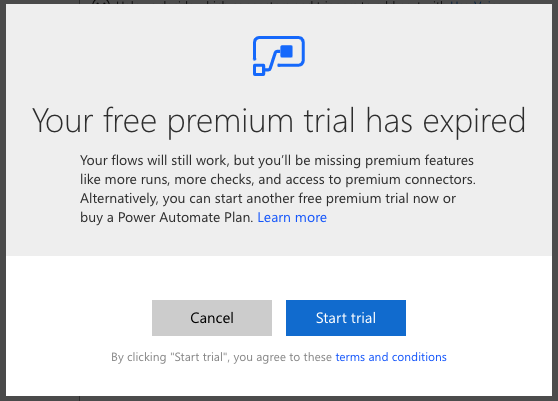 Your free premium trial has expired
Your flows will still work, but you'll be missing premium features
like more runs, more checks, and access to premium connectors.
Alternatively, you can start another free premium trial now or
buy a Power Automate Plan. Learn more
Cancel
Start trial
By clicking "Start trial", you agree to these terms and conditions